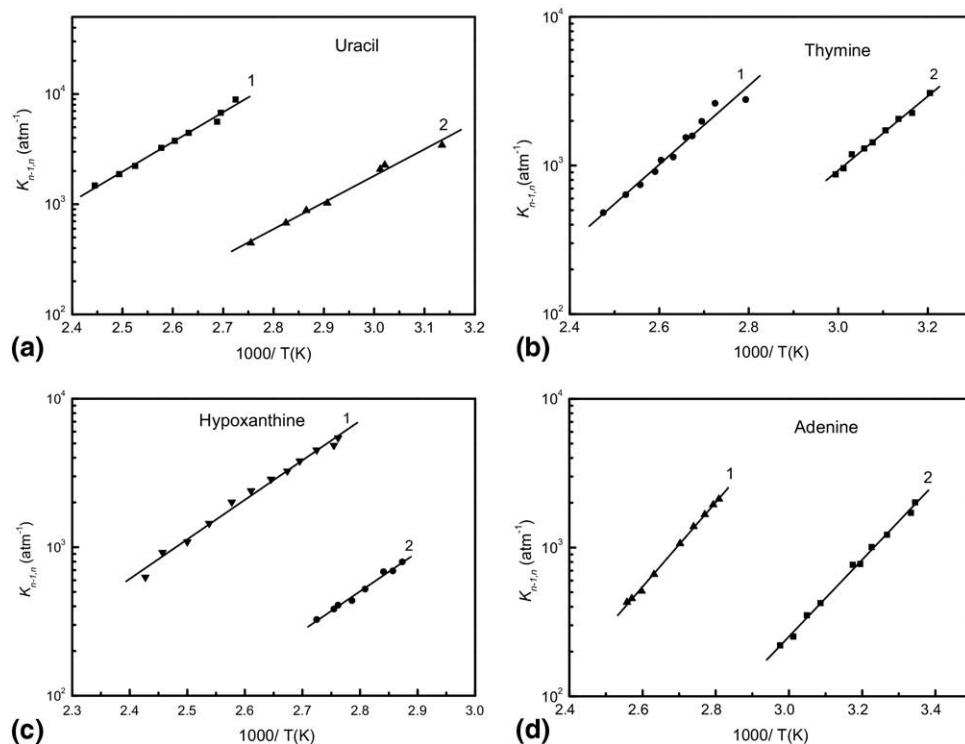 Uracil
1
2
K_{n-1,n} (atm⁻¹)
10⁴
10³
10²
2.4 2.5 2.6 2.7 2.8 2.9 3.0 3.1 3.2
1000/ T(K)
(a)
Thymine
1
2
K_{n-1,n}(atm⁻¹)
10⁴
10³
10²
2.4 2.6 2.8 3.0 3.2
1000/ T(K)
(b)
Hypoxanthine
1
2
K_{n-1,n} (atm⁻¹)
10⁴
10³
10²
2.3 2.4 2.5 2.6 2.7 2.8 2.9 3.0
1000/ T(K)
(c)
Adenine
1
2
K_{n-1,n} (atm⁻¹)
10⁴
10³
10²
2.4 2.6 2.8 3.0 3.2 3.4
1000/ T(K)
(d)